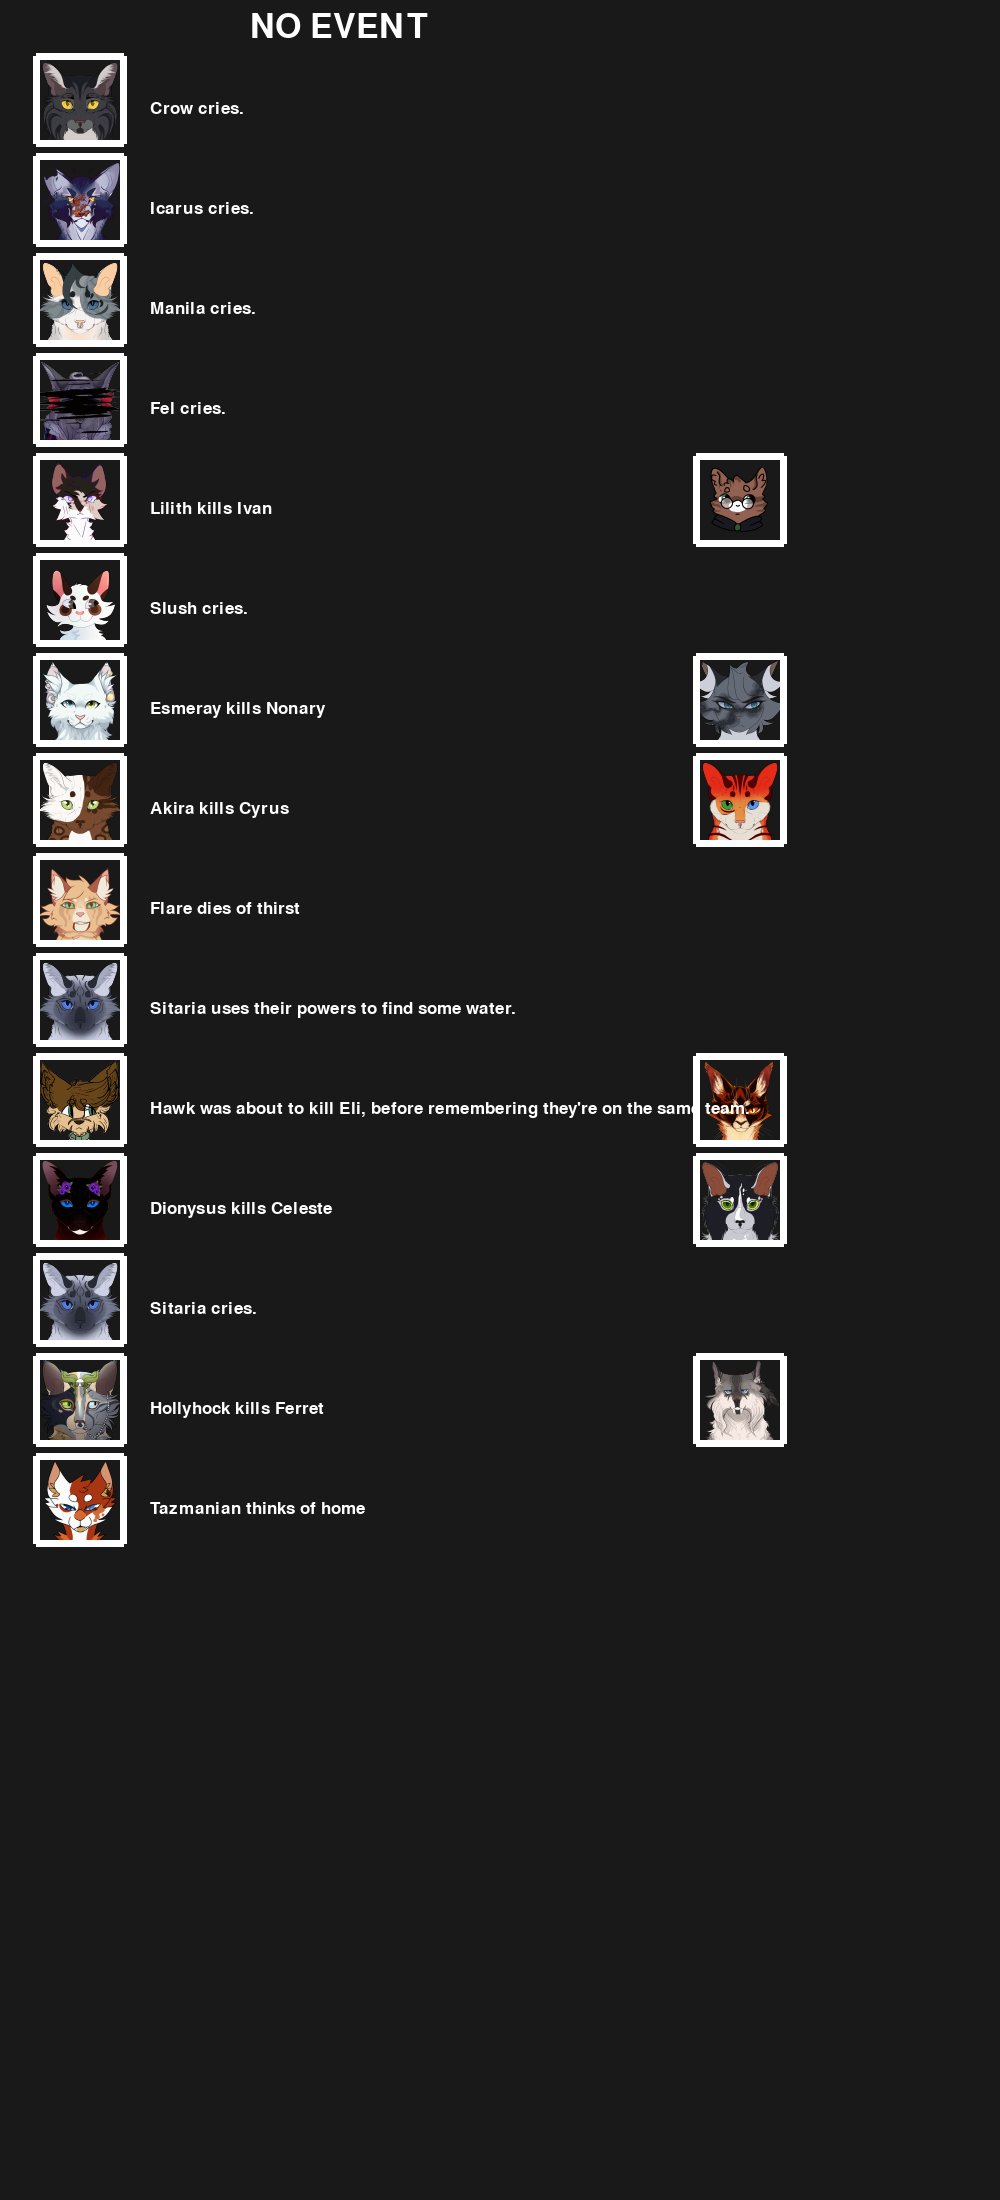 NO EVENT
Crow cries.
Icarus cries.
Manila cries.
Fel cries.
Lilith kills Ivan
Slush cries.
Esmeray kills Nonary
Akira kills Cyrus
Flare dies of thirst
Sitaria uses their powers to find some water.
Hawk was about to kill Eli, before remembering they're on the same team.
Dionysus kills Celeste
Sitaria cries.
Hollyhock kills Ferret
Tazmanian thinks of home